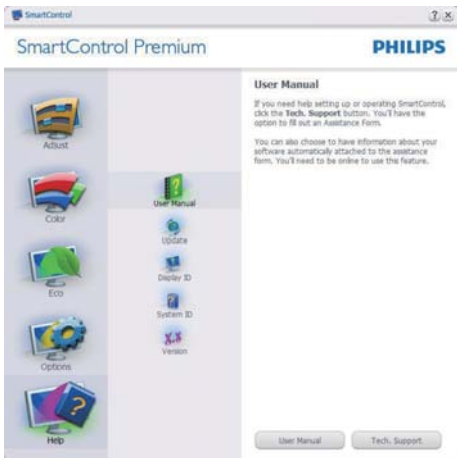 SmartControl
SmartControl Premium
PHILIPS
Adjust
Color
Eco
Options
Help
User Manual
Update
Display ID
System ID
X.X
Version
User Manual
If you need help setting up or operating SmartControl,
click the Tech. Support button. You'll have the
option to fill out an Assistance Form.
You can also choose to have information about your
software automatically attached to the assistance
form. You'll need to be online to use this feature.
User Manual
Tech. Support